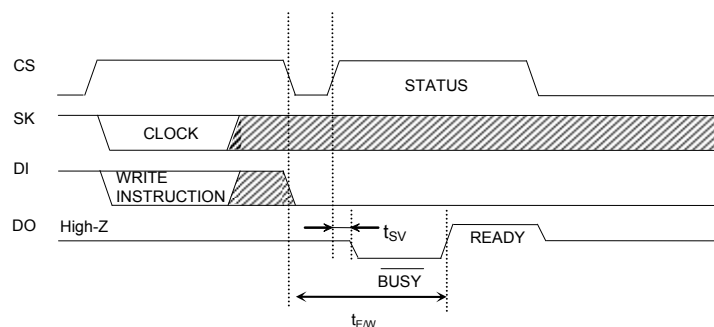 CS
STATUS
SK
CLOCK
DI
WRITE
INSTRUCTION
DO
High-Z
tSV
READY
BUSY
tE/W